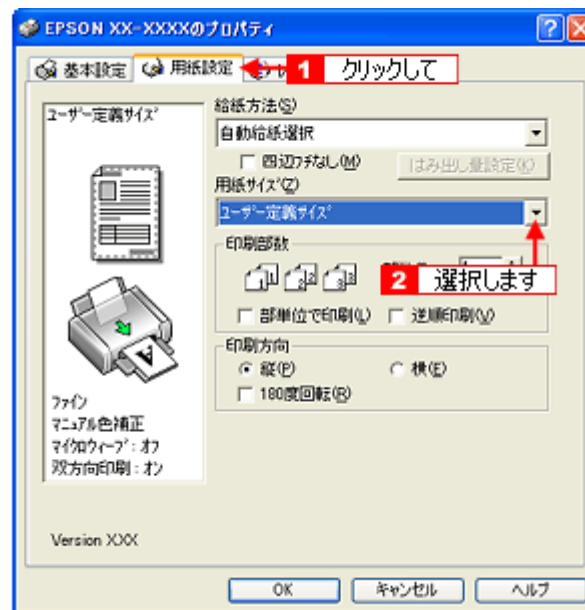 EPSON XX-XXXXのプロパティ
基本設定 用紙設定
1 クリックして
ユーザー定義サイズ
給紙方法(S)
自動給紙選択
四辺フチなし(M) はみ出し量設定(K)
用紙サイズ(Z)
ユーザー定義サイズ
印刷部数
2 選択します
部単位で印刷(L) 逆順印刷(V)
印刷方向
縦(P) 横(E)
180度回転(R)
ファイン
マニュアル色補正
マイクロウィーブ:オフ
双方向印刷:オン
Version XXX
OK キャンセル ヘルプ